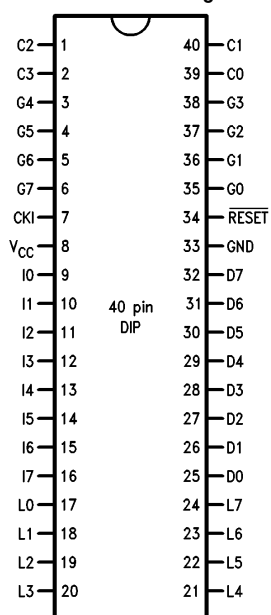 C2 1 40 C1
C3 2 39 C0
G4 3 38 G3
G5 4 37 G2
G6 5 36 G1
G7 6 35 G0
CKI 7 34 RESET
VCC 8 33 GND
I0 9 32 D7
I1 10 31 D6
40 pin
I2 11 30 D5
DIP
I3 12 29 D4
I4 13 28 D3
I5 14 27 D2
I6 15 26 D1
I7 16 25 D0
L0 17 24 L7
L1 18 23 L6
L2 19 22 L5
L3 20 21 L4